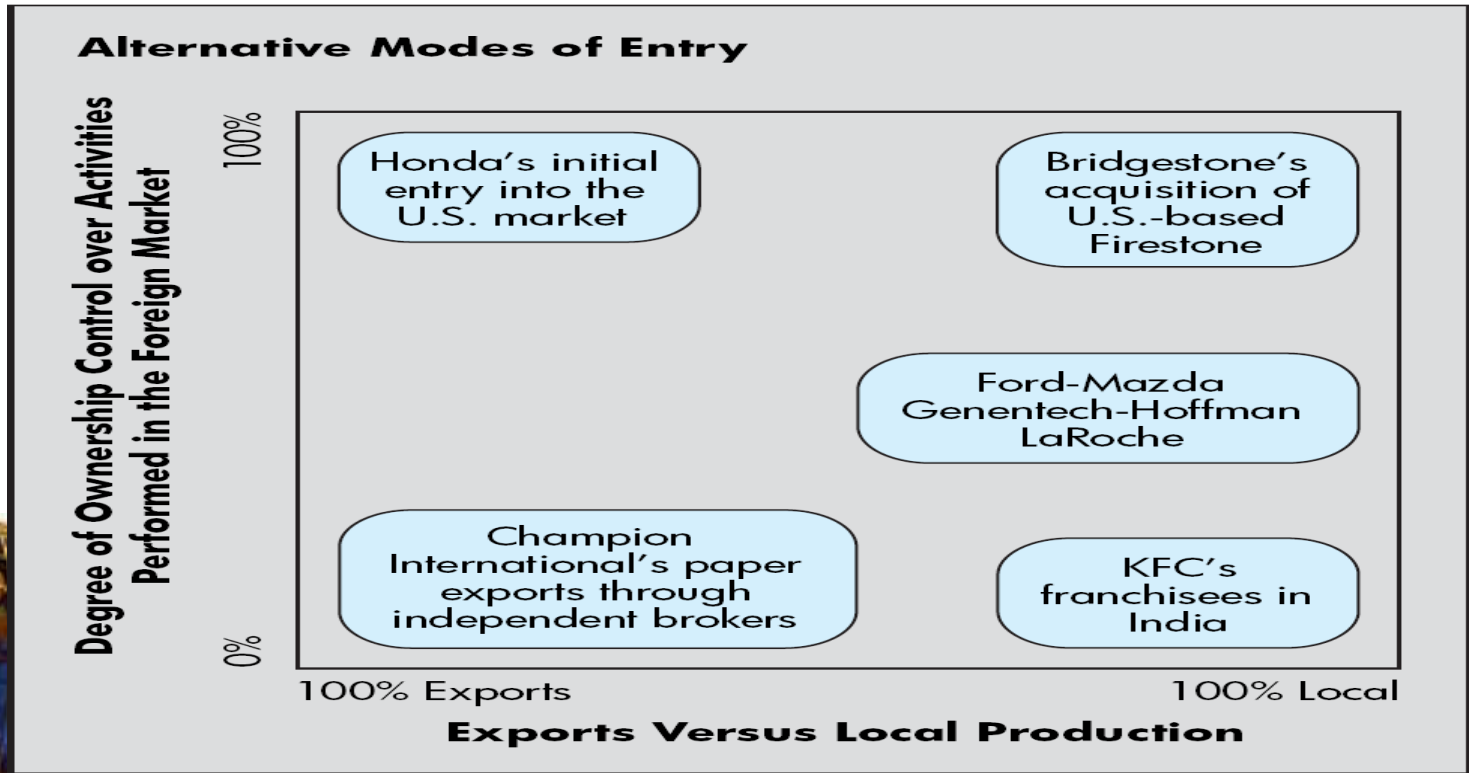 Alternative Modes of Entry
Degree of Ownership Control over Activities
Performed in the Foreign Market
100%
0%
Honda's initial
entry into the
U.S. market
Bridgestone's
acquisition of
U.S.-based
Firestone
Ford-Mazda
Genentech-Hoffman
LaRoche
Champion
International's paper
exports through
independent brokers
KFC's
franchisees in
India
100% Exports
100% Local
Exports Versus Local Production